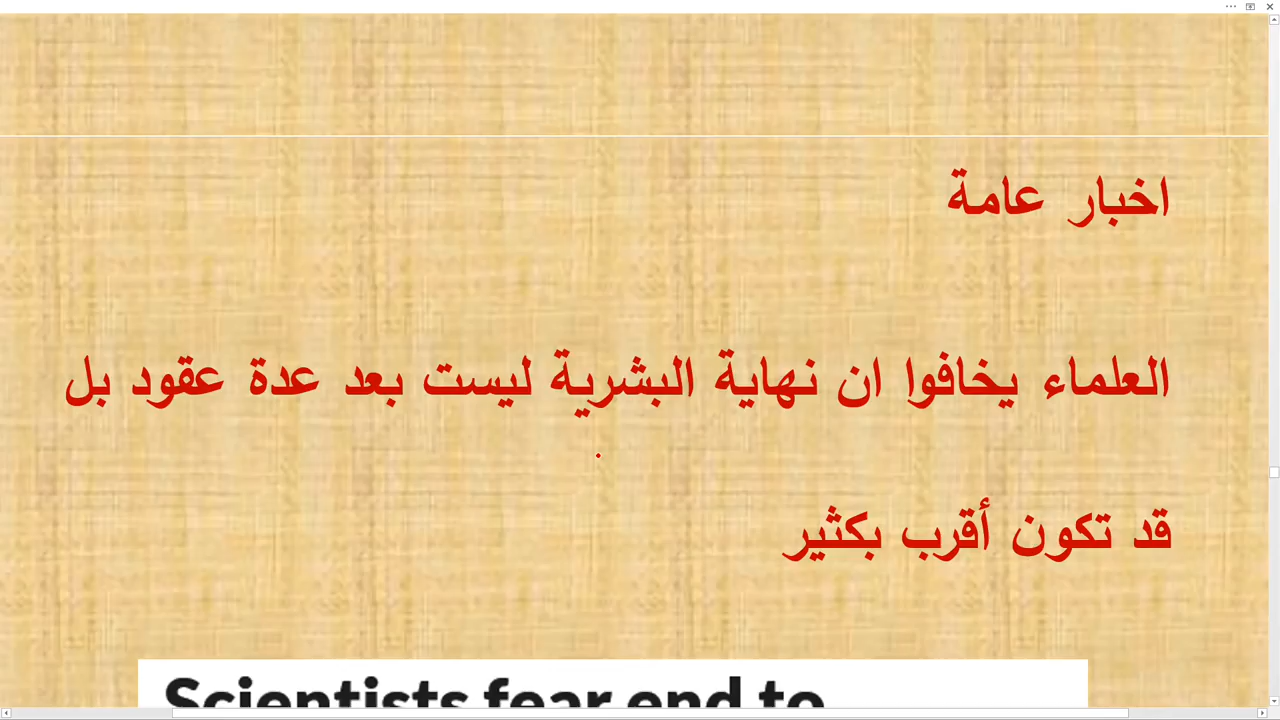 اخبار عامة
العلماء يخافوا ان نهاية البشرية ليست بعد عدة عقود بل
قد تكون أقرب بكثير
Scientists fear end to